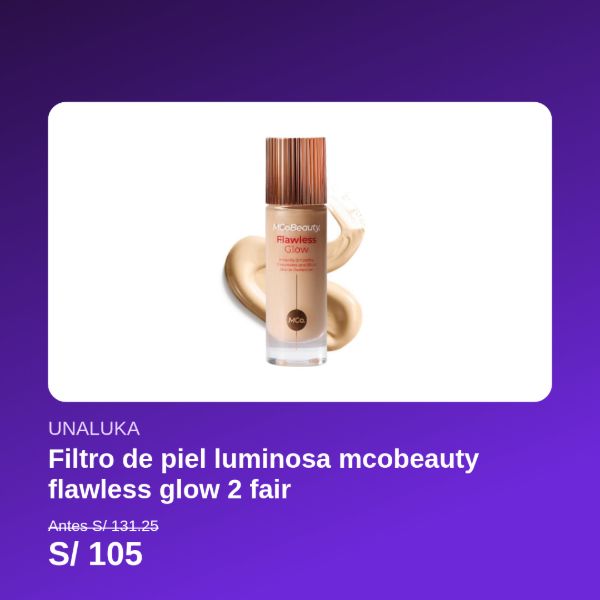 MCoBeauty.
Flawless
Glow
MCo.
UNALUKA
Filtro de piel luminosa mcobeauty
flawless glow 2 fair
Antes S/ 131.25
S/ 105